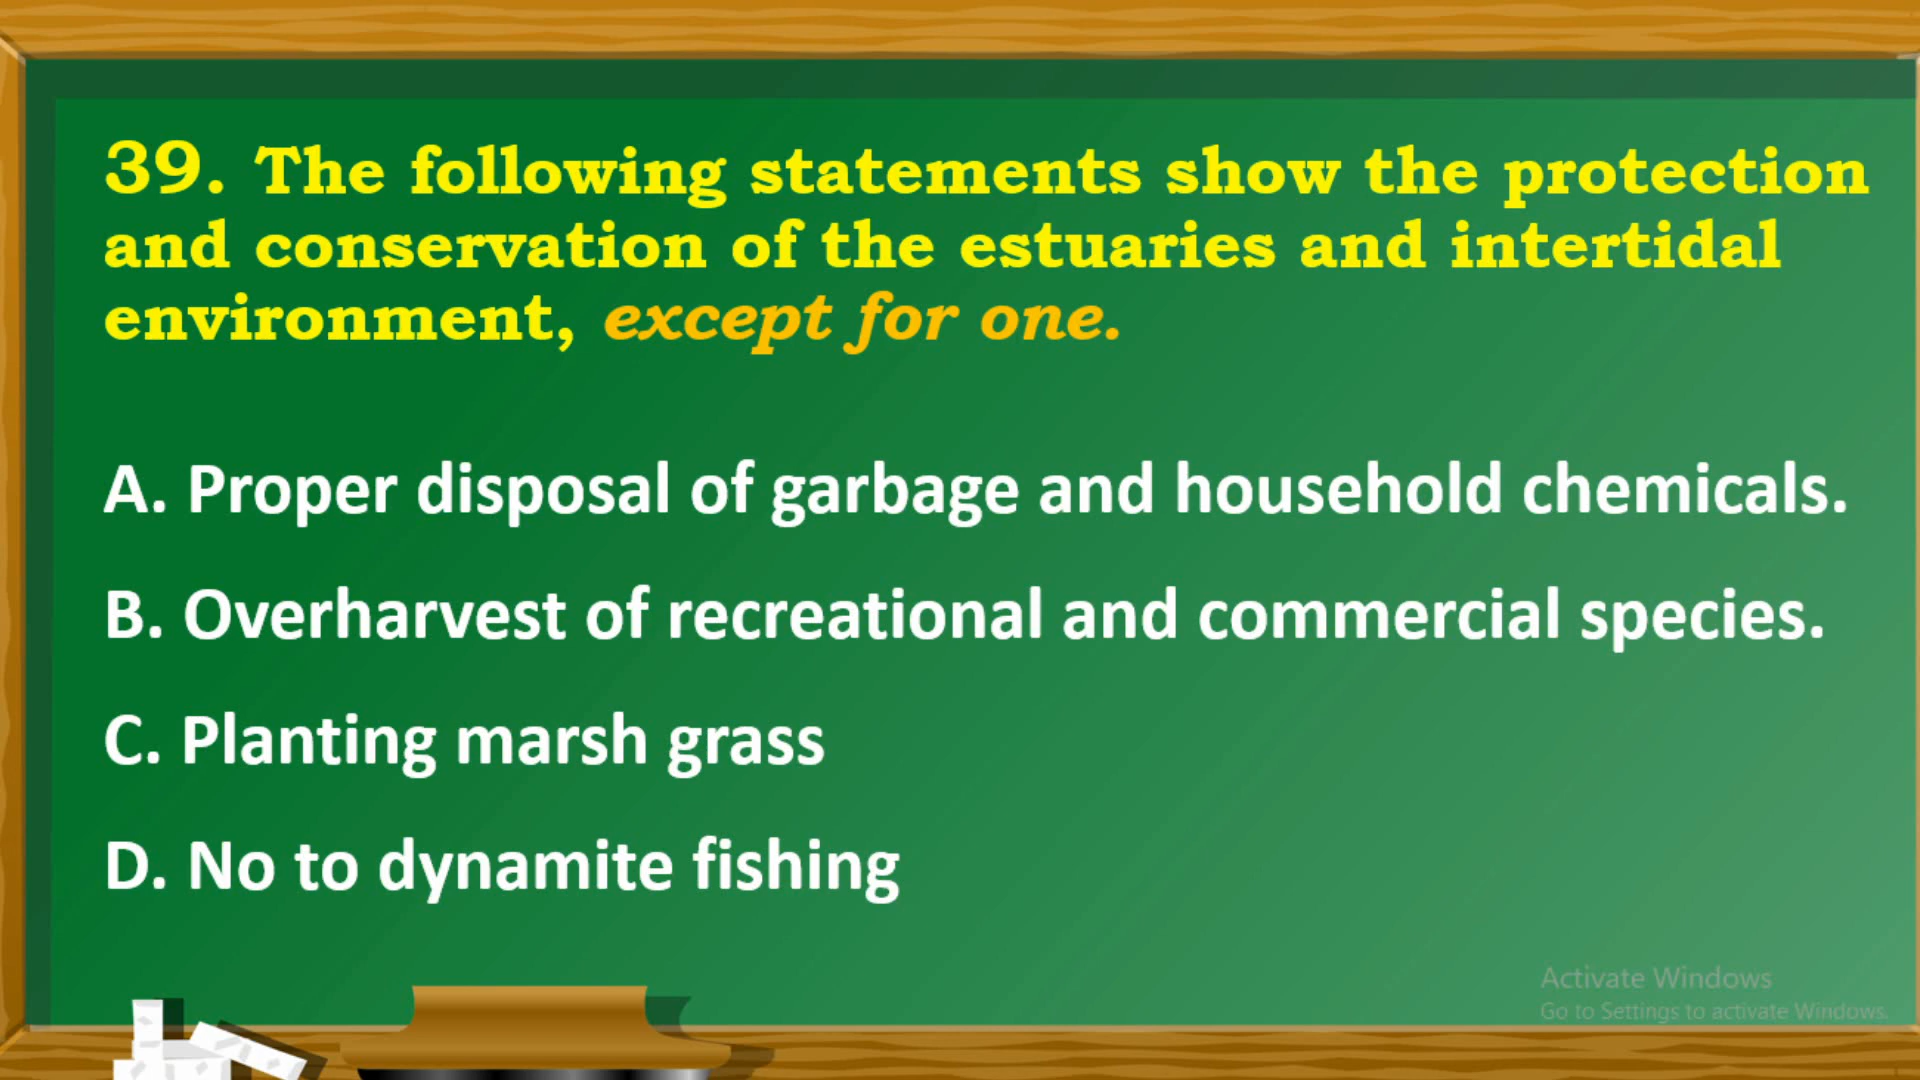 39. The following statements show the protection
and conservation of the estuaries and intertidal
environment, except for one.
A. Proper disposal of garbage and household chemicals.
B. Overharvest of recreational and commercial species.
C. Planting marsh grass
D. No to dynamite fishing
Activate Windows
Go to Settings to activate Windows.